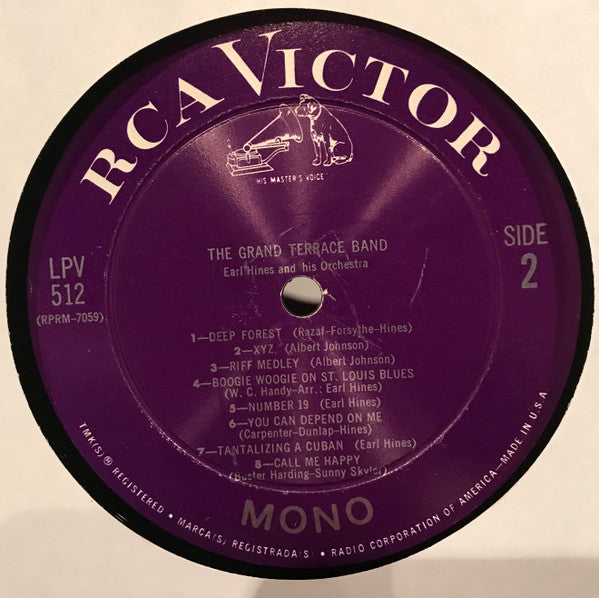 RCA VICTOR
"HIS MASTER'S VOICE"
THE GRAND TERRACE BAND
Earl Hines and his Orchestra
LPV
512
(RPRM-7059)
SIDE
2
1—DEEP FOREST (Razaf-Forsythe-Hines)
2—XYZ (Albert Johnson)
3—RIFF MEDLEY (Albert Johnson)
4—BOOGIE WOOGIE ON ST. LOUIS BLUES
(W. C. Handy-Arr.: Earl Hines)
5—NUMBER 19 (Earl Hines)
6—YOU CAN DEPEND ON ME
(Carpenter-Dunlap-Hines)
7—TANTALIZING A CUBAN (Earl Hines)
8—CALL ME HAPPY
(Buster Harding-Sunny Skylar)
MONO
TMK(S) ® REGISTERED • MARCA(S) REGISTRADA(S) • RADIO CORPORATION OF AMERICA—MADE IN U.S.A.